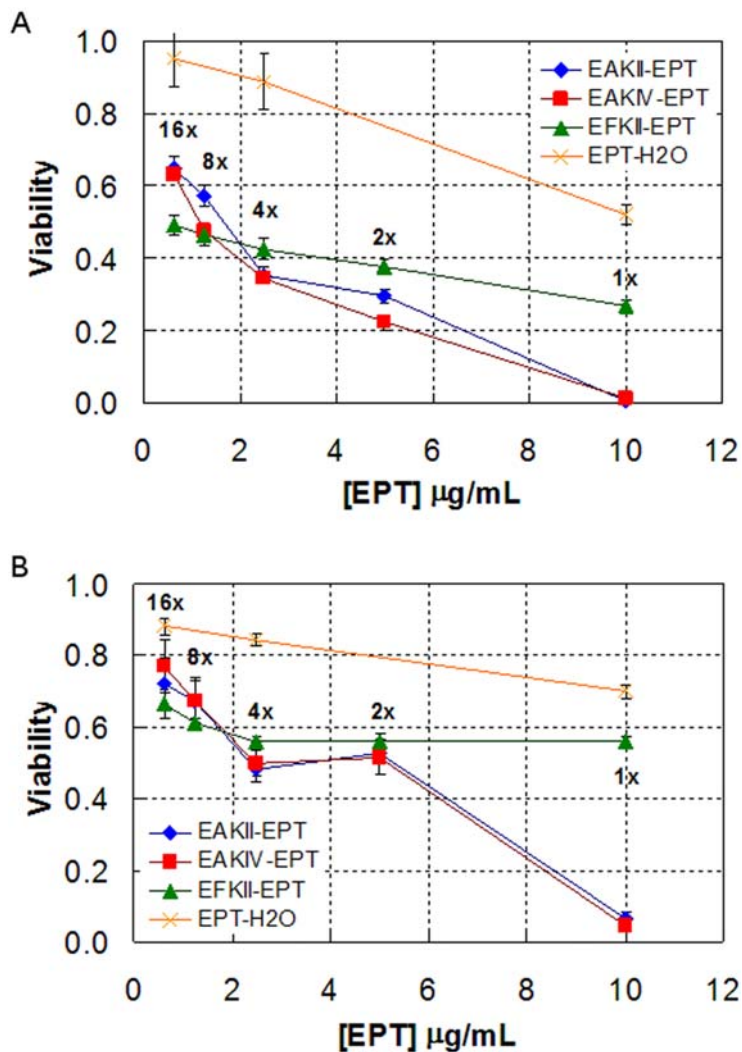 A
1.0
0.8
0.6
0.4
0.2
0.0
Viability
16x
8x
4x
2x
1x
EAKII-EPT
EAKIV-EPT
EFKII-EPT
EPT-H2O
0 2 4 6 8 10 12
[EPT] μg/mL
B
1.0
0.8
0.6
0.4
0.2
0.0
Viability
16x
8x
4x
2x
1x
EAKII-EPT
EAKIV-EPT
EFKII-EPT
EPT-H2O
0 2 4 6 8 10 12
[EPT] μg/mL